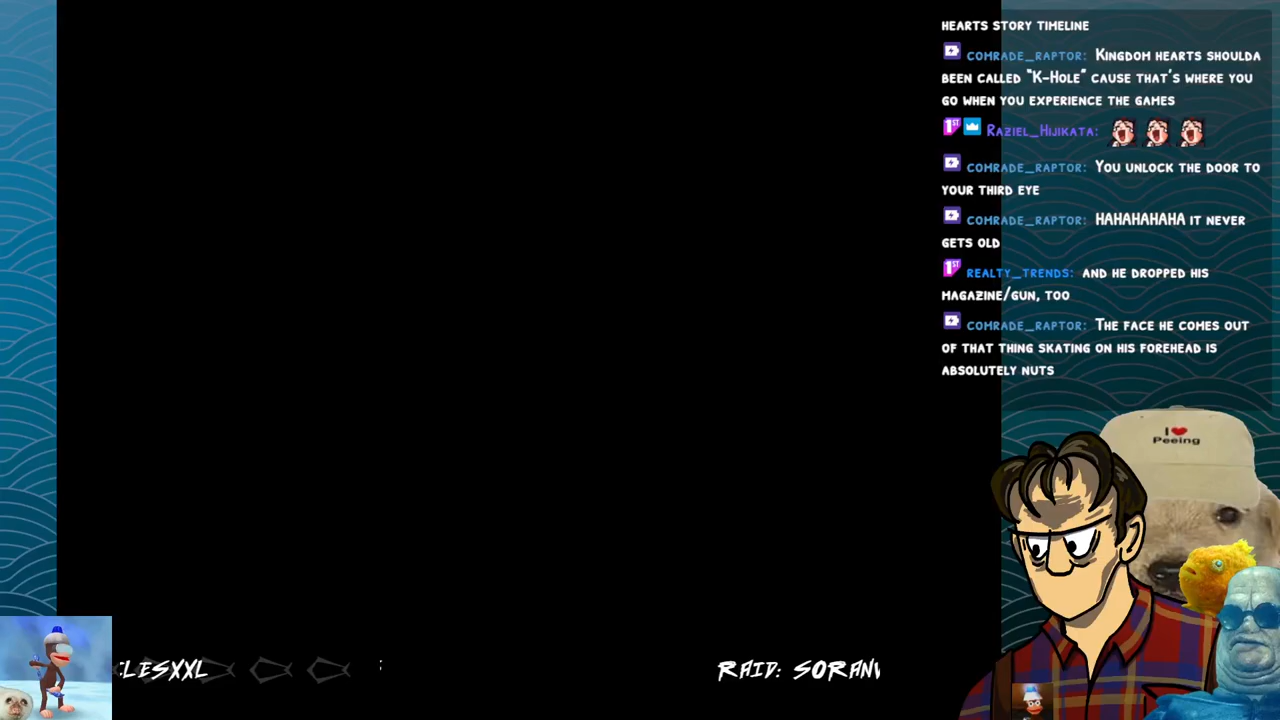 HEARTS STORY TIMELINE
COMRADE_RAPTOR: KINGDOM HEARTS SHOULDA
BEEN CALLED "K-HOLE" CAUSE THAT'S WHERE YOU
GO WHEN YOU EXPERIENCE THE GAMES
1ST RAZIEL_HIJIKATA:
COMRADE_RAPTOR: YOU UNLOCK THE DOOR TO
YOUR THIRD EYE
COMRADE_RAPTOR: HAHAHAHAHA IT NEVER
GETS OLD
1ST REALTY_TRENDS: AND HE DROPPED HIS
MAGAZINE/GUN, TOO
COMRADE_RAPTOR: THE FACE HE COMES OUT
OF THAT THING SKATING ON HIS FOREHEAD IS
ABSOLUTELY NUTS
I ❤ Peeing
CLESXXL
RAID: SORAN